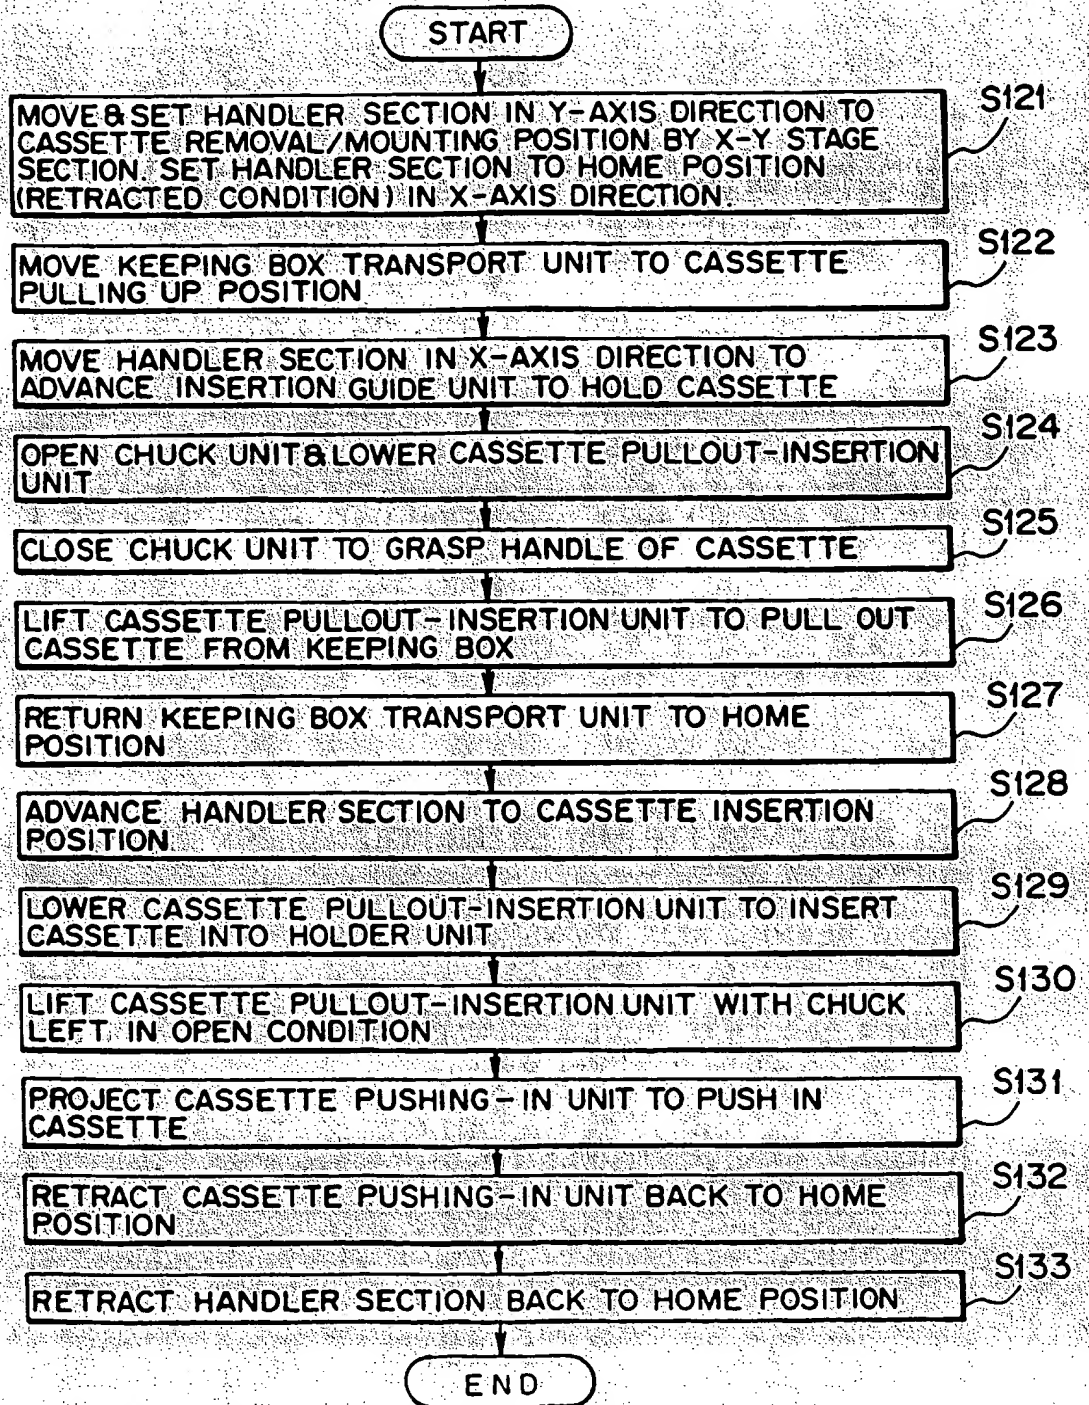 START
S121
MOVE & SET HANDLER SECTION IN Y-AXIS DIRECTION TO
CASSETTE REMOVAL/MOUNTING POSITION BY X-Y STAGE
SECTION. SET HANDLER SECTION TO HOME POSITION
(RETRACTED CONDITION) IN X-AXIS DIRECTION.
S122
MOVE KEEPING BOX TRANSPORT UNIT TO CASSETTE
PULLING UP POSITION
S123
MOVE HANDLER SECTION IN X-AXIS DIRECTION TO
ADVANCE INSERTION GUIDE UNIT TO HOLD CASSETTE
S124
OPEN CHUCK UNIT & LOWER CASSETTE PULLOUT-INSERTION
UNIT
S125
CLOSE CHUCK UNIT TO GRASP HANDLE OF CASSETTE
S126
LIFT CASSETTE PULLOUT-INSERTION UNIT TO PULL OUT
CASSETTE FROM KEEPING BOX
S127
RETURN KEEPING BOX TRANSPORT UNIT TO HOME
POSITION
S128
ADVANCE HANDLER SECTION TO CASSETTE INSERTION
POSITION
S129
LOWER CASSETTE PULLOUT-INSERTION UNIT TO INSERT
CASSETTE INTO HOLDER UNIT
S130
LIFT CASSETTE PULLOUT-INSERTION UNIT WITH CHUCK
LEFT IN OPEN CONDITION
S131
PROJECT CASSETTE PUSHING-IN UNIT TO PUSH IN
CASSETTE
S132
RETRACT CASSETTE PUSHING-IN UNIT BACK TO HOME
POSITION
S133
RETRACT HANDLER SECTION BACK TO HOME POSITION
END